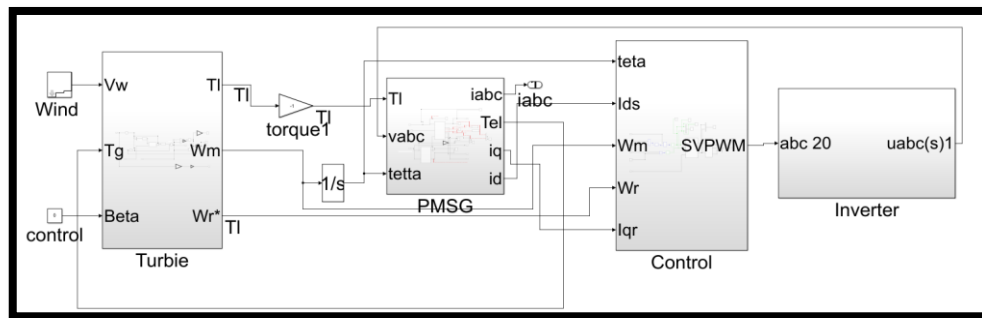 Wind
control
Vw
Tg
Beta
Tl
Wm
Wr*
Turbie
Tl
Tl
-1
torque1
Tl
1/s
Tl
vabc
tetta
iabc
Tel
iq
id
PMSG
iabc
teta
Ids
Wm
Wr
Iqr
SVPWM
Control
abc 20
uabc(s)1
Inverter